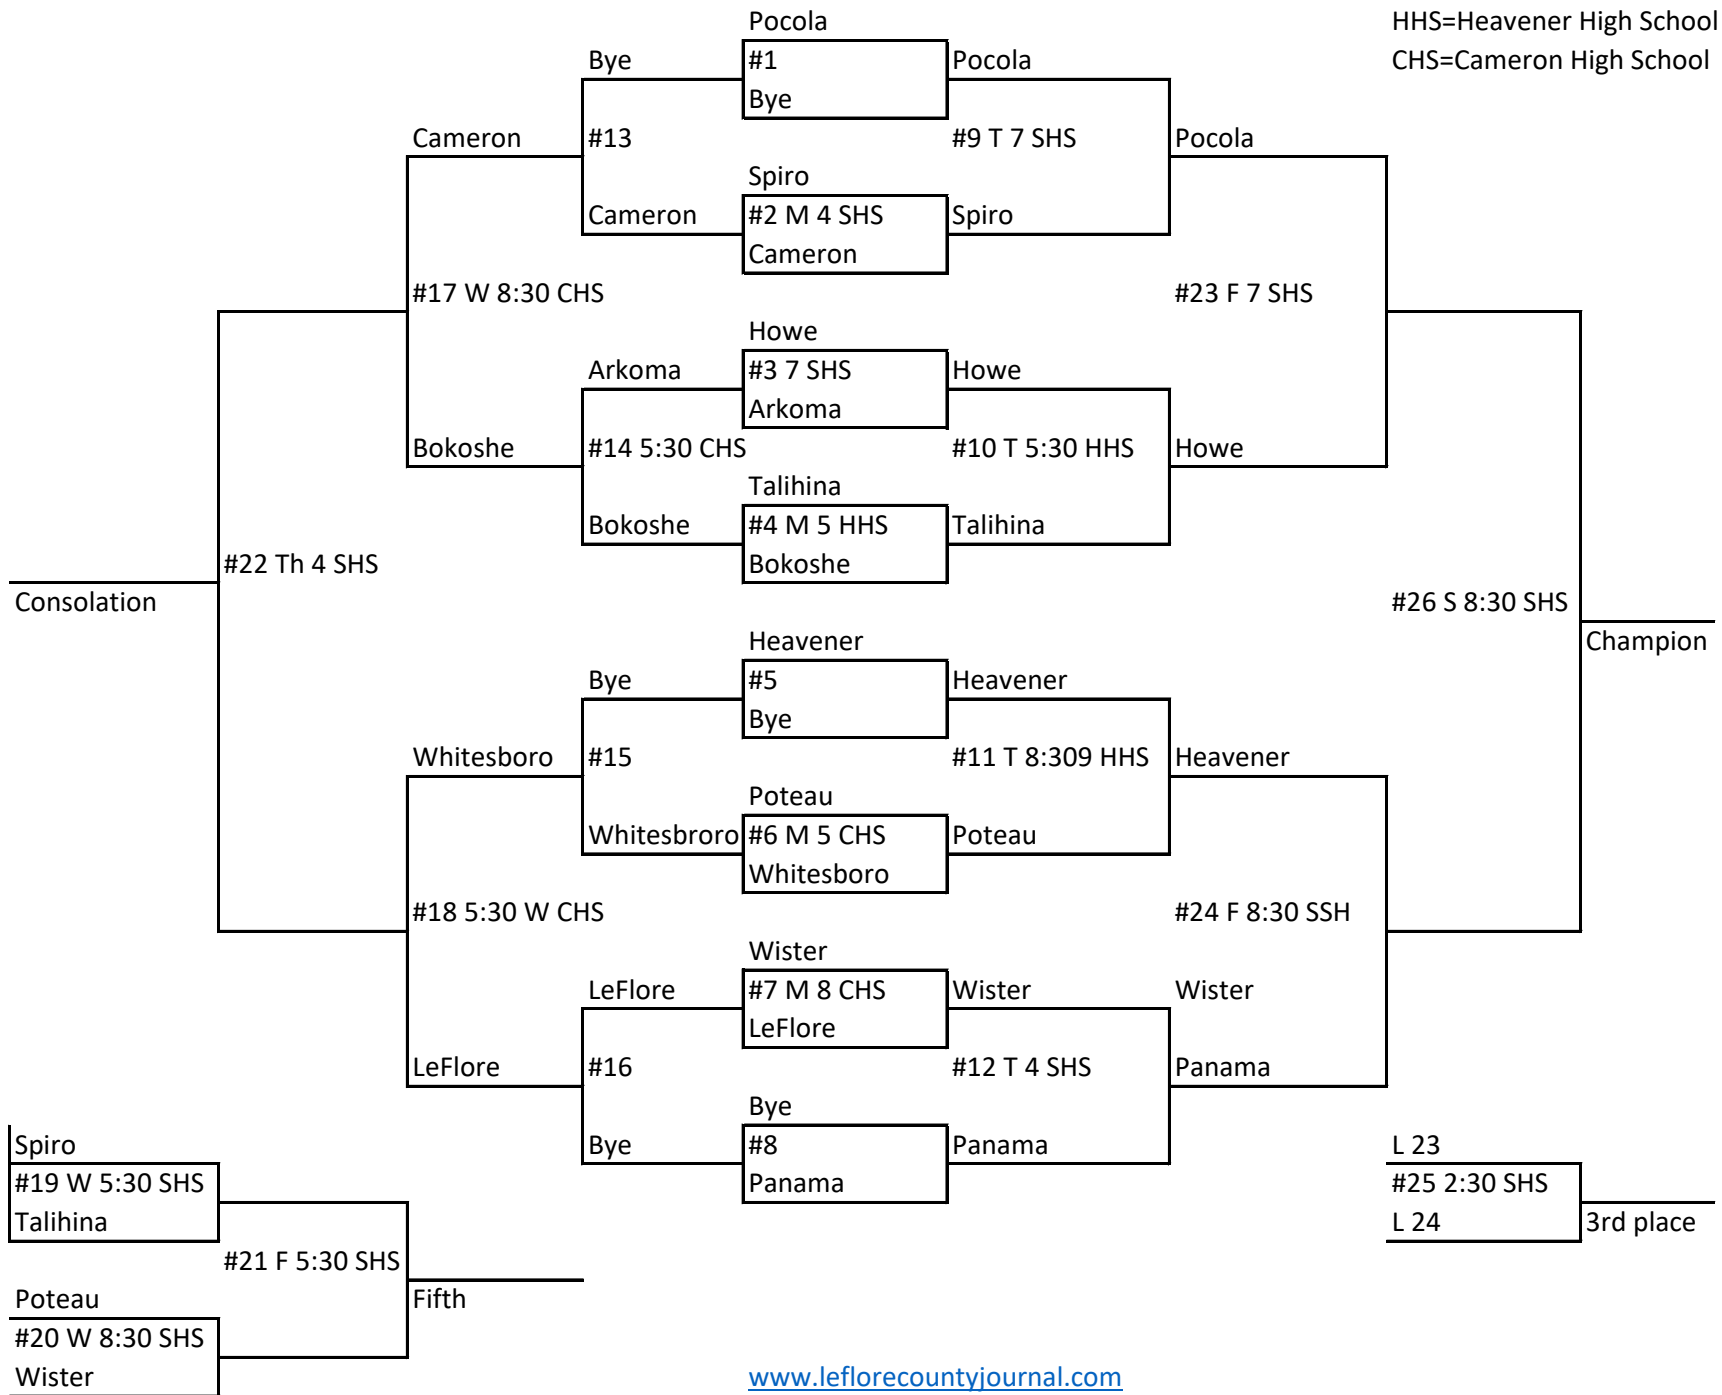 Pocola
HHS=Heavener High School
Bye
#1
Pocola
CHS=Cameron High School
Bye
Cameron
#13
#9 T 7 SHS
Pocola
Spiro
Cameron
#2 M 4 SHS
Spiro
Cameron
#17 W 8:30 CHS
#23 F 7 SHS
Howe
Arkoma
#3 7 SHS
Howe
Arkoma
Bokoshe
#14 5:30 CHS
#10 T 5:30 HHS
Howe
Talihina
Bokoshe
#4 M 5 HHS
Talihina
#22 Th 4 SHS
Bokoshe
Consolation
#26 S 8:30 SHS
Heavener
Champion
Bye
#5
Heavener
Bye
Whitesboro
#15
#11 T 8:309 HHS
Heavener
Poteau
Whitesbroro
#6 M 5 CHS
Poteau
Whitesboro
#18 5:30 W CHS
#24 F 8:30 SSH
Wister
LeFlore
#7 M 8 CHS
Wister
Wister
LeFlore
LeFlore
#16
#12 T 4 SHS
Panama
Bye
Spiro
Bye
#8
Panama
L 23
#19 W 5:30 SHS
Panama
#25 2:30 SHS
Talihina
L 24
3rd place
#21 F 5:30 SHS
Poteau
Fifth
#20 W 8:30 SHS
Wister
www.leflorecountyjournal.com